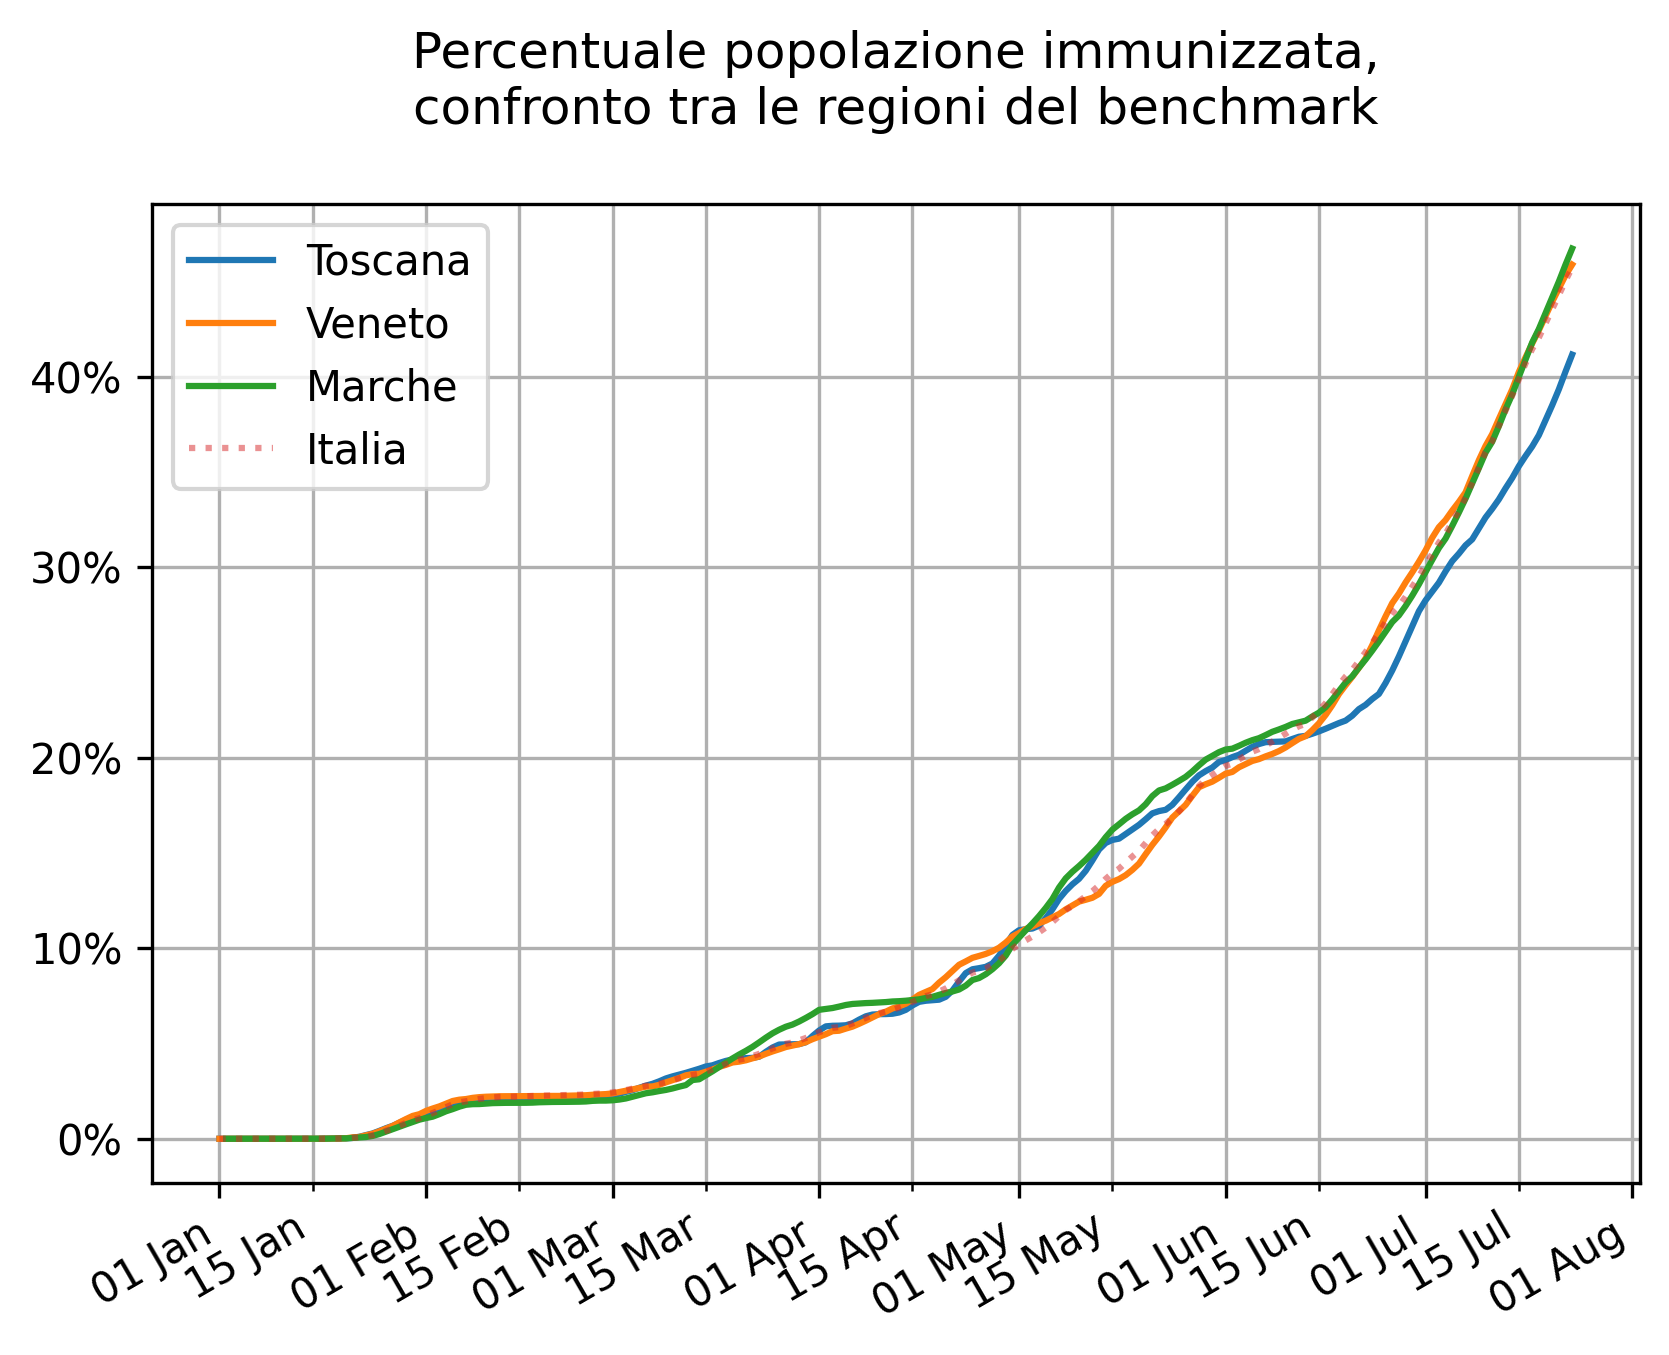 Percentuale popolazione immunizzata,
confronto tra le regioni del benchmark
Toscana
Veneto
Marche
Italia
40%
30%
20%
10%
0%
01 Jan
15 Jan
01 Feb
15 Feb
01 Mar
15 Mar
01 Apr
15 Apr
01 May
15 May
01 Jun
15 Jun
01 Jul
15 Jul
01 Aug